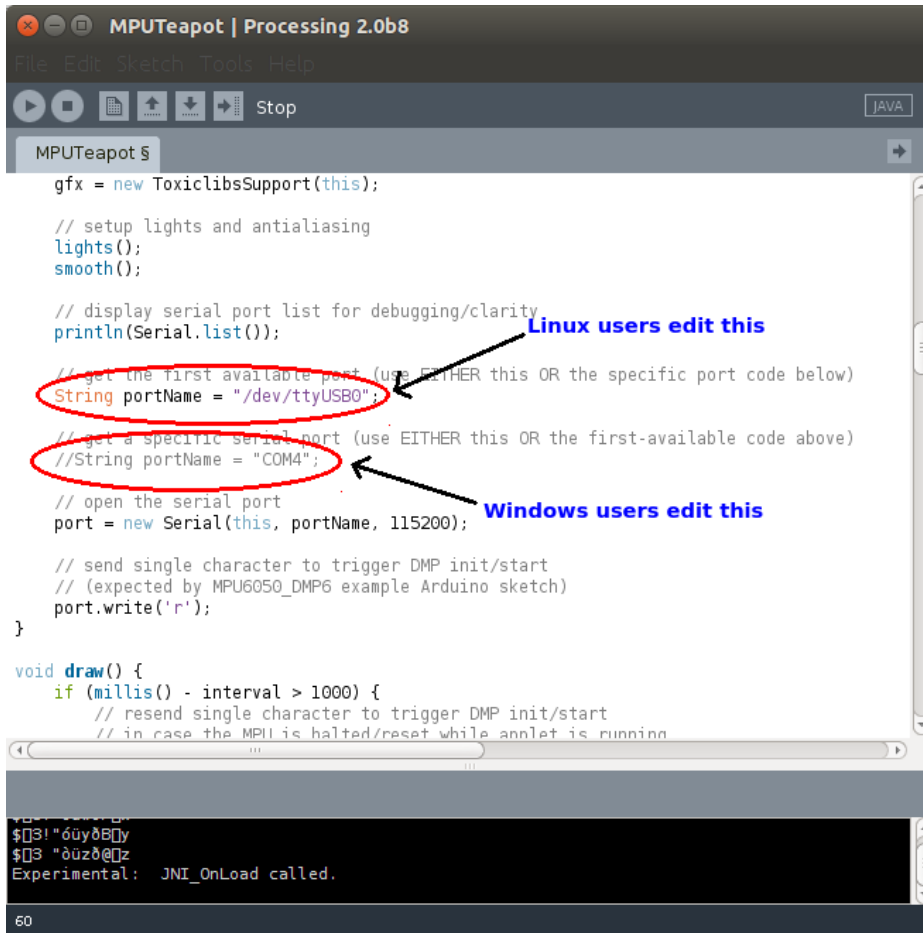 MPUTeapot | Processing 2.0b8
File Edit Sketch Tools Help
Stop
JAVA
MPUTeapot §
gfx = new ToxiclibsSupport(this);
// setup lights and antialiasing
lights();
smooth();
// display serial port list for debugging/clarity
println(Serial.list());
Linux users edit this
// get the first available port (use EITHER this OR the specific port code below)
String portName = "/dev/ttyUSB0";
// get a specific serial port (use EITHER this OR the first-available code above)
//String portName = "COM4";
// open the serial port
port = new Serial(this, portName, 115200);
Windows users edit this
// send single character to trigger DMP init/start
// (expected by MPU6050_DMP6 example Arduino sketch)
port.write('r');
}
void draw() {
if (millis() - interval > 1000) {
// resend single character to trigger DMP init/start
// in case the MPU is halted/reset while applet is running
$▯3!"óüyðB▯y
$▯3 "òüzð@▯z
Experimental: JNI_OnLoad called.
60